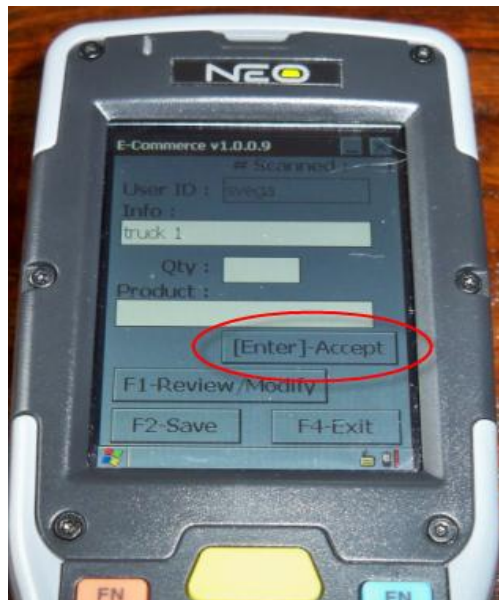 NEO
E-Commerce v1.0.0.9
# Scanned :
User ID : svega
Info :
truck 1
Qty :
Product :
[Enter]-Accept
F1-Review/Modify
F2-Save F4-Exit
FN FN